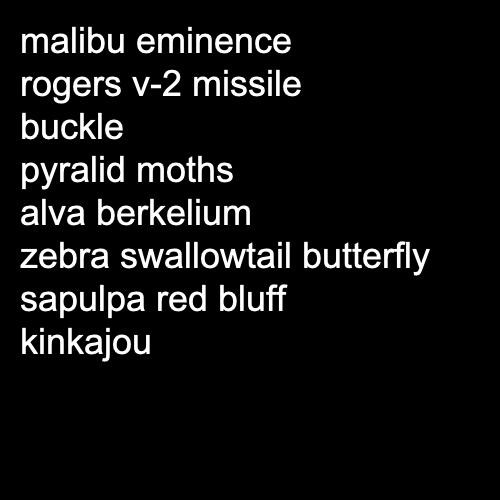 malibu eminence
rogers v-2 missile
buckle
pyralid moths
alva berkelium
zebra swallowtail butterfly
sapulpa red bluff
kinkajou